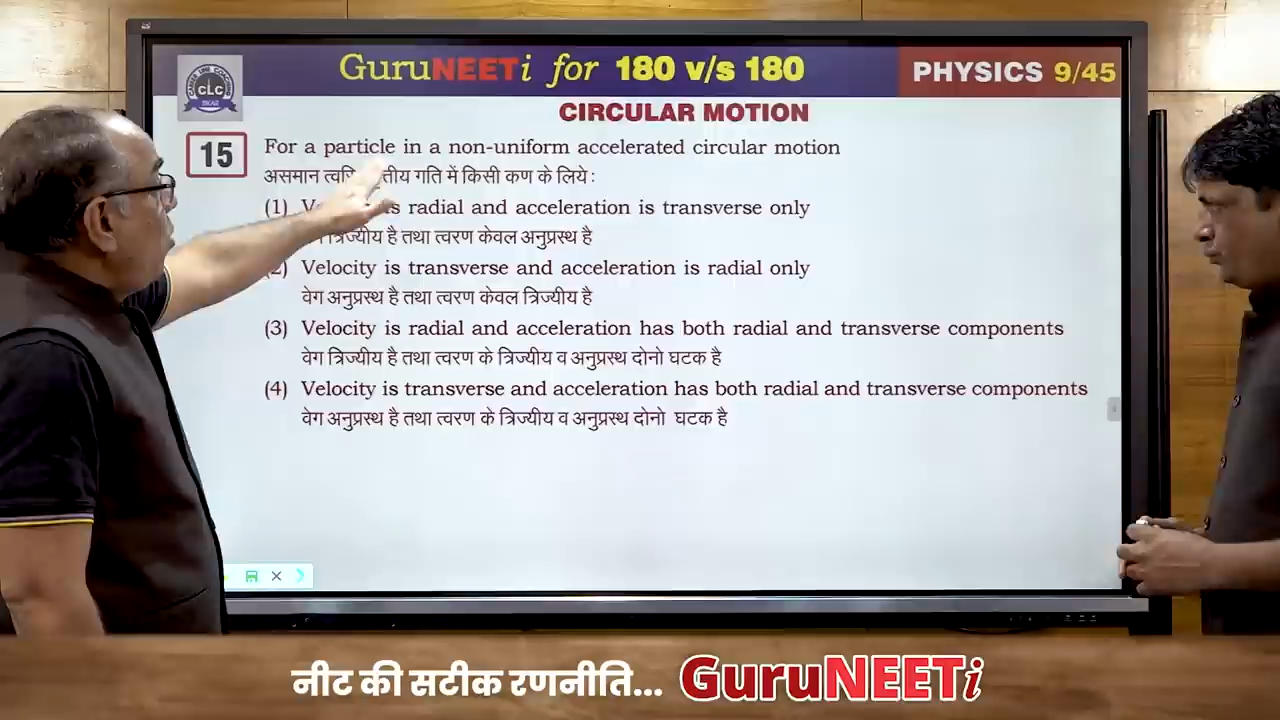 GuruNEETi for 180 v/s 180
PHYSICS 9/45
CLC
SIKAR
CIRCULAR MOTION
15
For a particle in a non-uniform accelerated circular motion
असमान गति में किसी कण के लिये :
(1) radial and acceleration is transverse only
त्रिज्यीय है तथा त्वरण केवल अनुप्रस्थ है
Velocity is transverse and acceleration is radial only
वेग अनुप्रस्थ है तथा त्वरण केवल त्रिज्यीय है
(3) Velocity is radial and acceleration has both radial and transverse components
वेग त्रिज्यीय है तथा त्वरण के त्रिज्यीय व अनुप्रस्थ दोनो घटक है
(4) Velocity is transverse and acceleration has both radial and transverse components
वेग अनुप्रस्थ है तथा त्वरण के त्रिज्यीय व अनुप्रस्थ दोनो घटक है
नीट की सटीक रणनीति... GuruNEETi